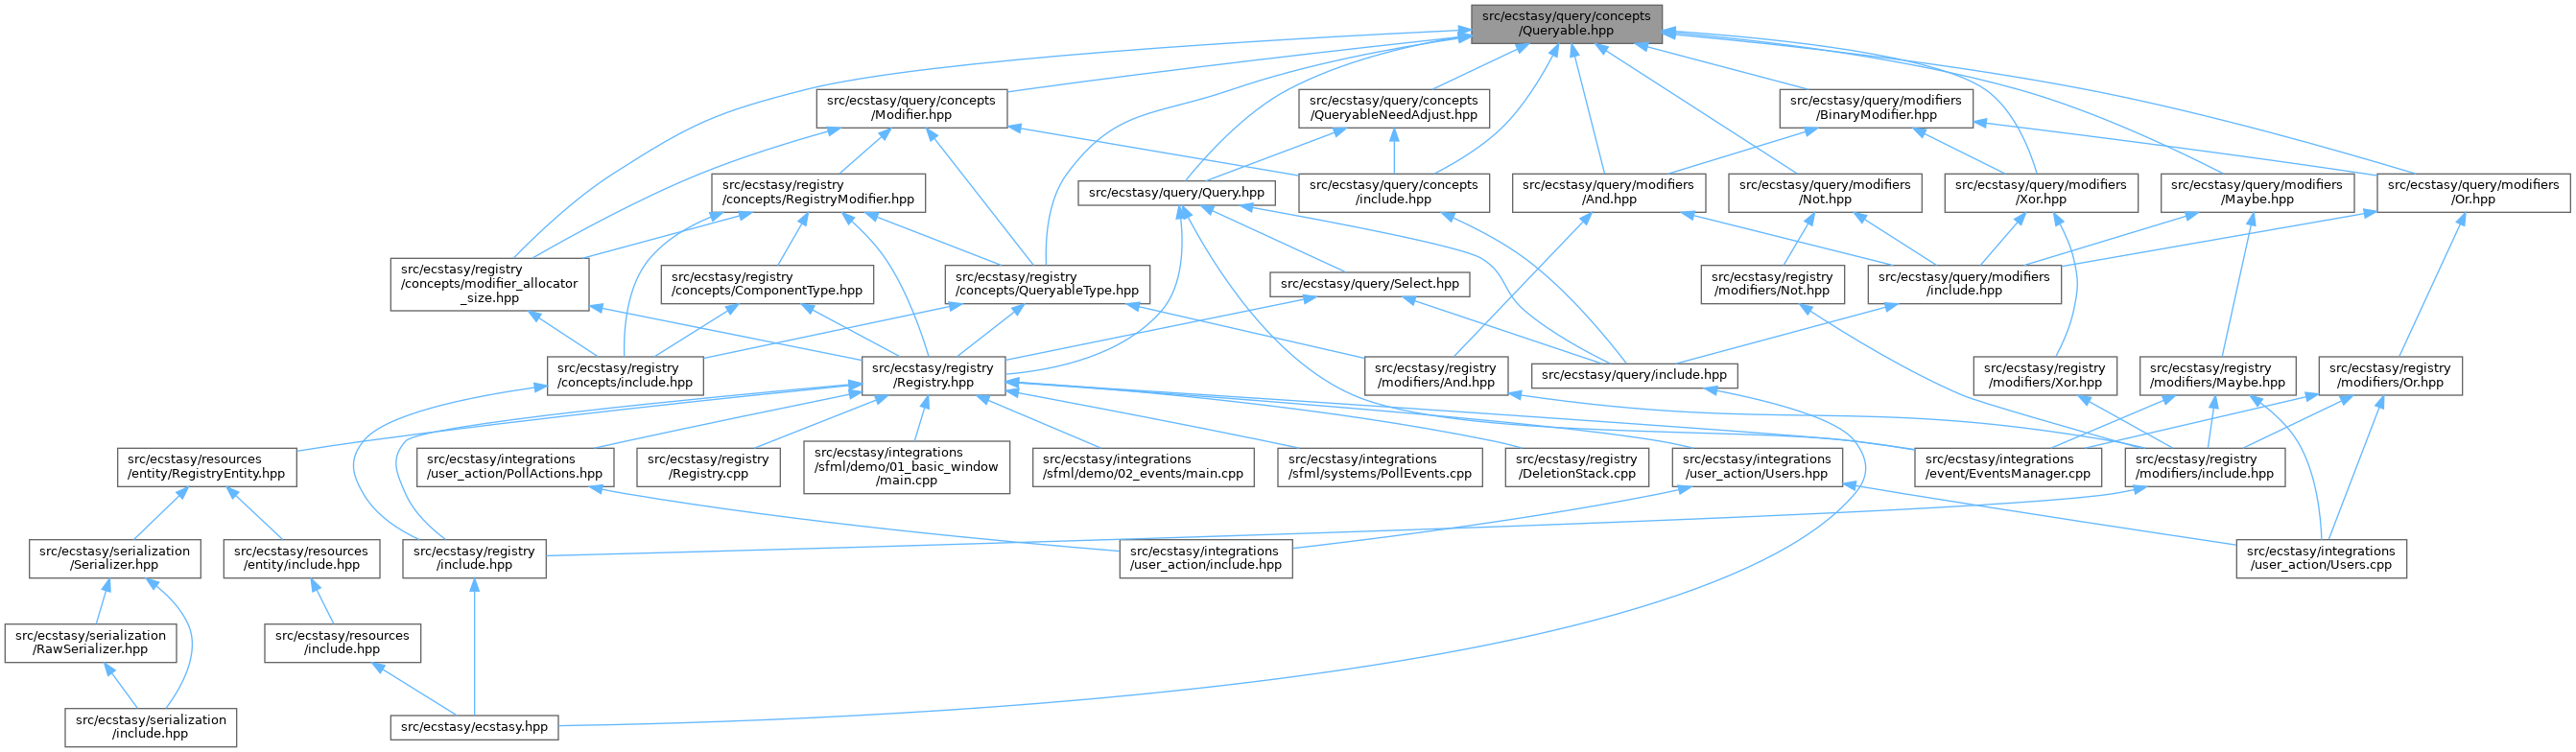 src/ecstasy/query/concepts
/Queryable.hpp
src/ecstasy/query/concepts
/Modifier.hpp
src/ecstasy/query/concepts
/QueryableNeedAdjust.hpp
src/ecstasy/query/modifiers
/BinaryModifier.hpp
src/ecstasy/registry
/concepts/RegistryModifier.hpp
src/ecstasy/query/Query.hpp
src/ecstasy/query/concepts
/include.hpp
src/ecstasy/query/modifiers
/And.hpp
src/ecstasy/query/modifiers
/Not.hpp
src/ecstasy/query/modifiers
/Xor.hpp
src/ecstasy/query/modifiers
/Maybe.hpp
src/ecstasy/query/modifiers
/Or.hpp
src/ecstasy/registry
/concepts/modifier_allocator
_size.hpp
src/ecstasy/registry
/concepts/ComponentType.hpp
src/ecstasy/registry
/concepts/QueryableType.hpp
src/ecstasy/query/Select.hpp
src/ecstasy/registry
/modifiers/Not.hpp
src/ecstasy/query/modifiers
/include.hpp
src/ecstasy/registry
/concepts/include.hpp
src/ecstasy/registry
/Registry.hpp
src/ecstasy/registry
/modifiers/And.hpp
src/ecstasy/query/include.hpp
src/ecstasy/registry
/modifiers/Xor.hpp
src/ecstasy/registry
/modifiers/Maybe.hpp
src/ecstasy/registry
/modifiers/Or.hpp
src/ecstasy/resources
/entity/RegistryEntity.hpp
src/ecstasy/integrations
/user_action/PollActions.hpp
src/ecstasy/registry
/Registry.cpp
src/ecstasy/integrations
/sfml/demo/01_basic_window
/main.cpp
src/ecstasy/integrations
/sfml/demo/02_events/main.cpp
src/ecstasy/integrations
/sfml/systems/PollEvents.cpp
src/ecstasy/registry
/DeletionStack.cpp
src/ecstasy/integrations
/user_action/Users.hpp
src/ecstasy/integrations
/event/EventsManager.cpp
src/ecstasy/registry
/modifiers/include.hpp
src/ecstasy/serialization
/Serializer.hpp
src/ecstasy/resources
/entity/include.hpp
src/ecstasy/registry
/include.hpp
src/ecstasy/integrations
/user_action/include.hpp
src/ecstasy/integrations
/user_action/Users.cpp
src/ecstasy/serialization
/RawSerializer.hpp
src/ecstasy/resources
/include.hpp
src/ecstasy/serialization
/include.hpp
src/ecstasy/ecstasy.hpp